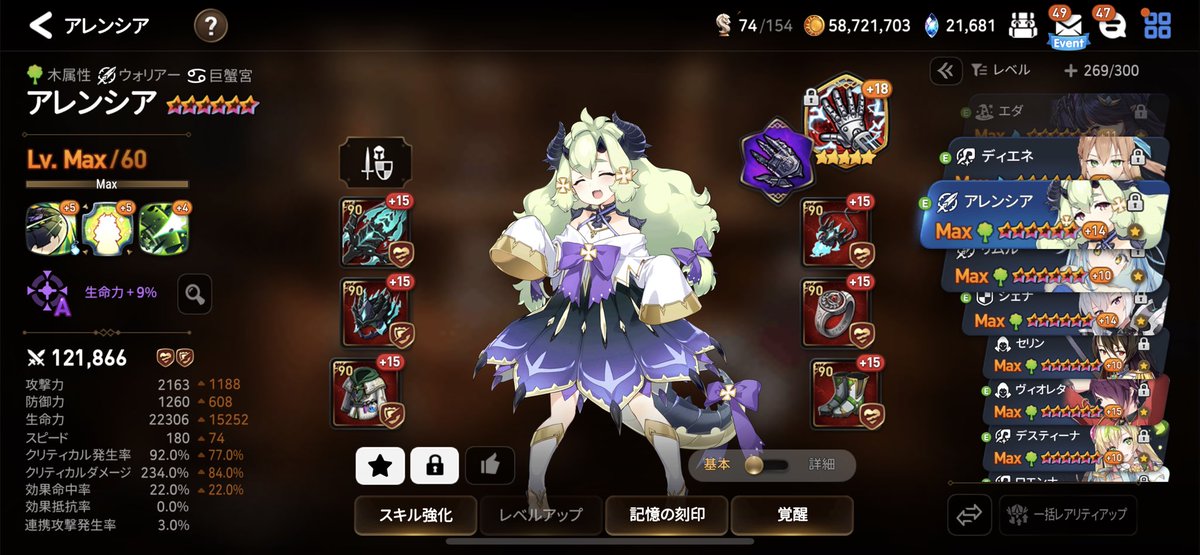 アレンシア
?
74/154
58,721,703
21,681
49
Event
47
木属性 ウォリアー 巨蟹宮
アレンシア
Lv. Max/60
Max
+5
+5
+4
A
生命力 + 9%
121,866
攻撃力 2163 1188
防御力 1260 608
生命力 22306 15252
スピード 180 74
クリティカル発生率 92.0% 77.0%
クリティカルダメージ 234.0% 84.0%
効果命中率 22.0% 22.0%
効果抵抗率 0.0%
連携攻撃発生率 3.0%
90
+15
90
+15
90
+15
+18
90
+15
90
+15
90
+15
基本 詳細
スキル強化
レベルアップ
記憶の刻印
覚醒
レベル
+ 269/300
E エダ
Max
E ディエネ
E アレンシア
Max +14
リムル
Max +10
E シェナ
Max +14
セリン
Max +10
E ヴィオレタ
Max +15
E デスティーナ
Max +10
一括レアリティアップ